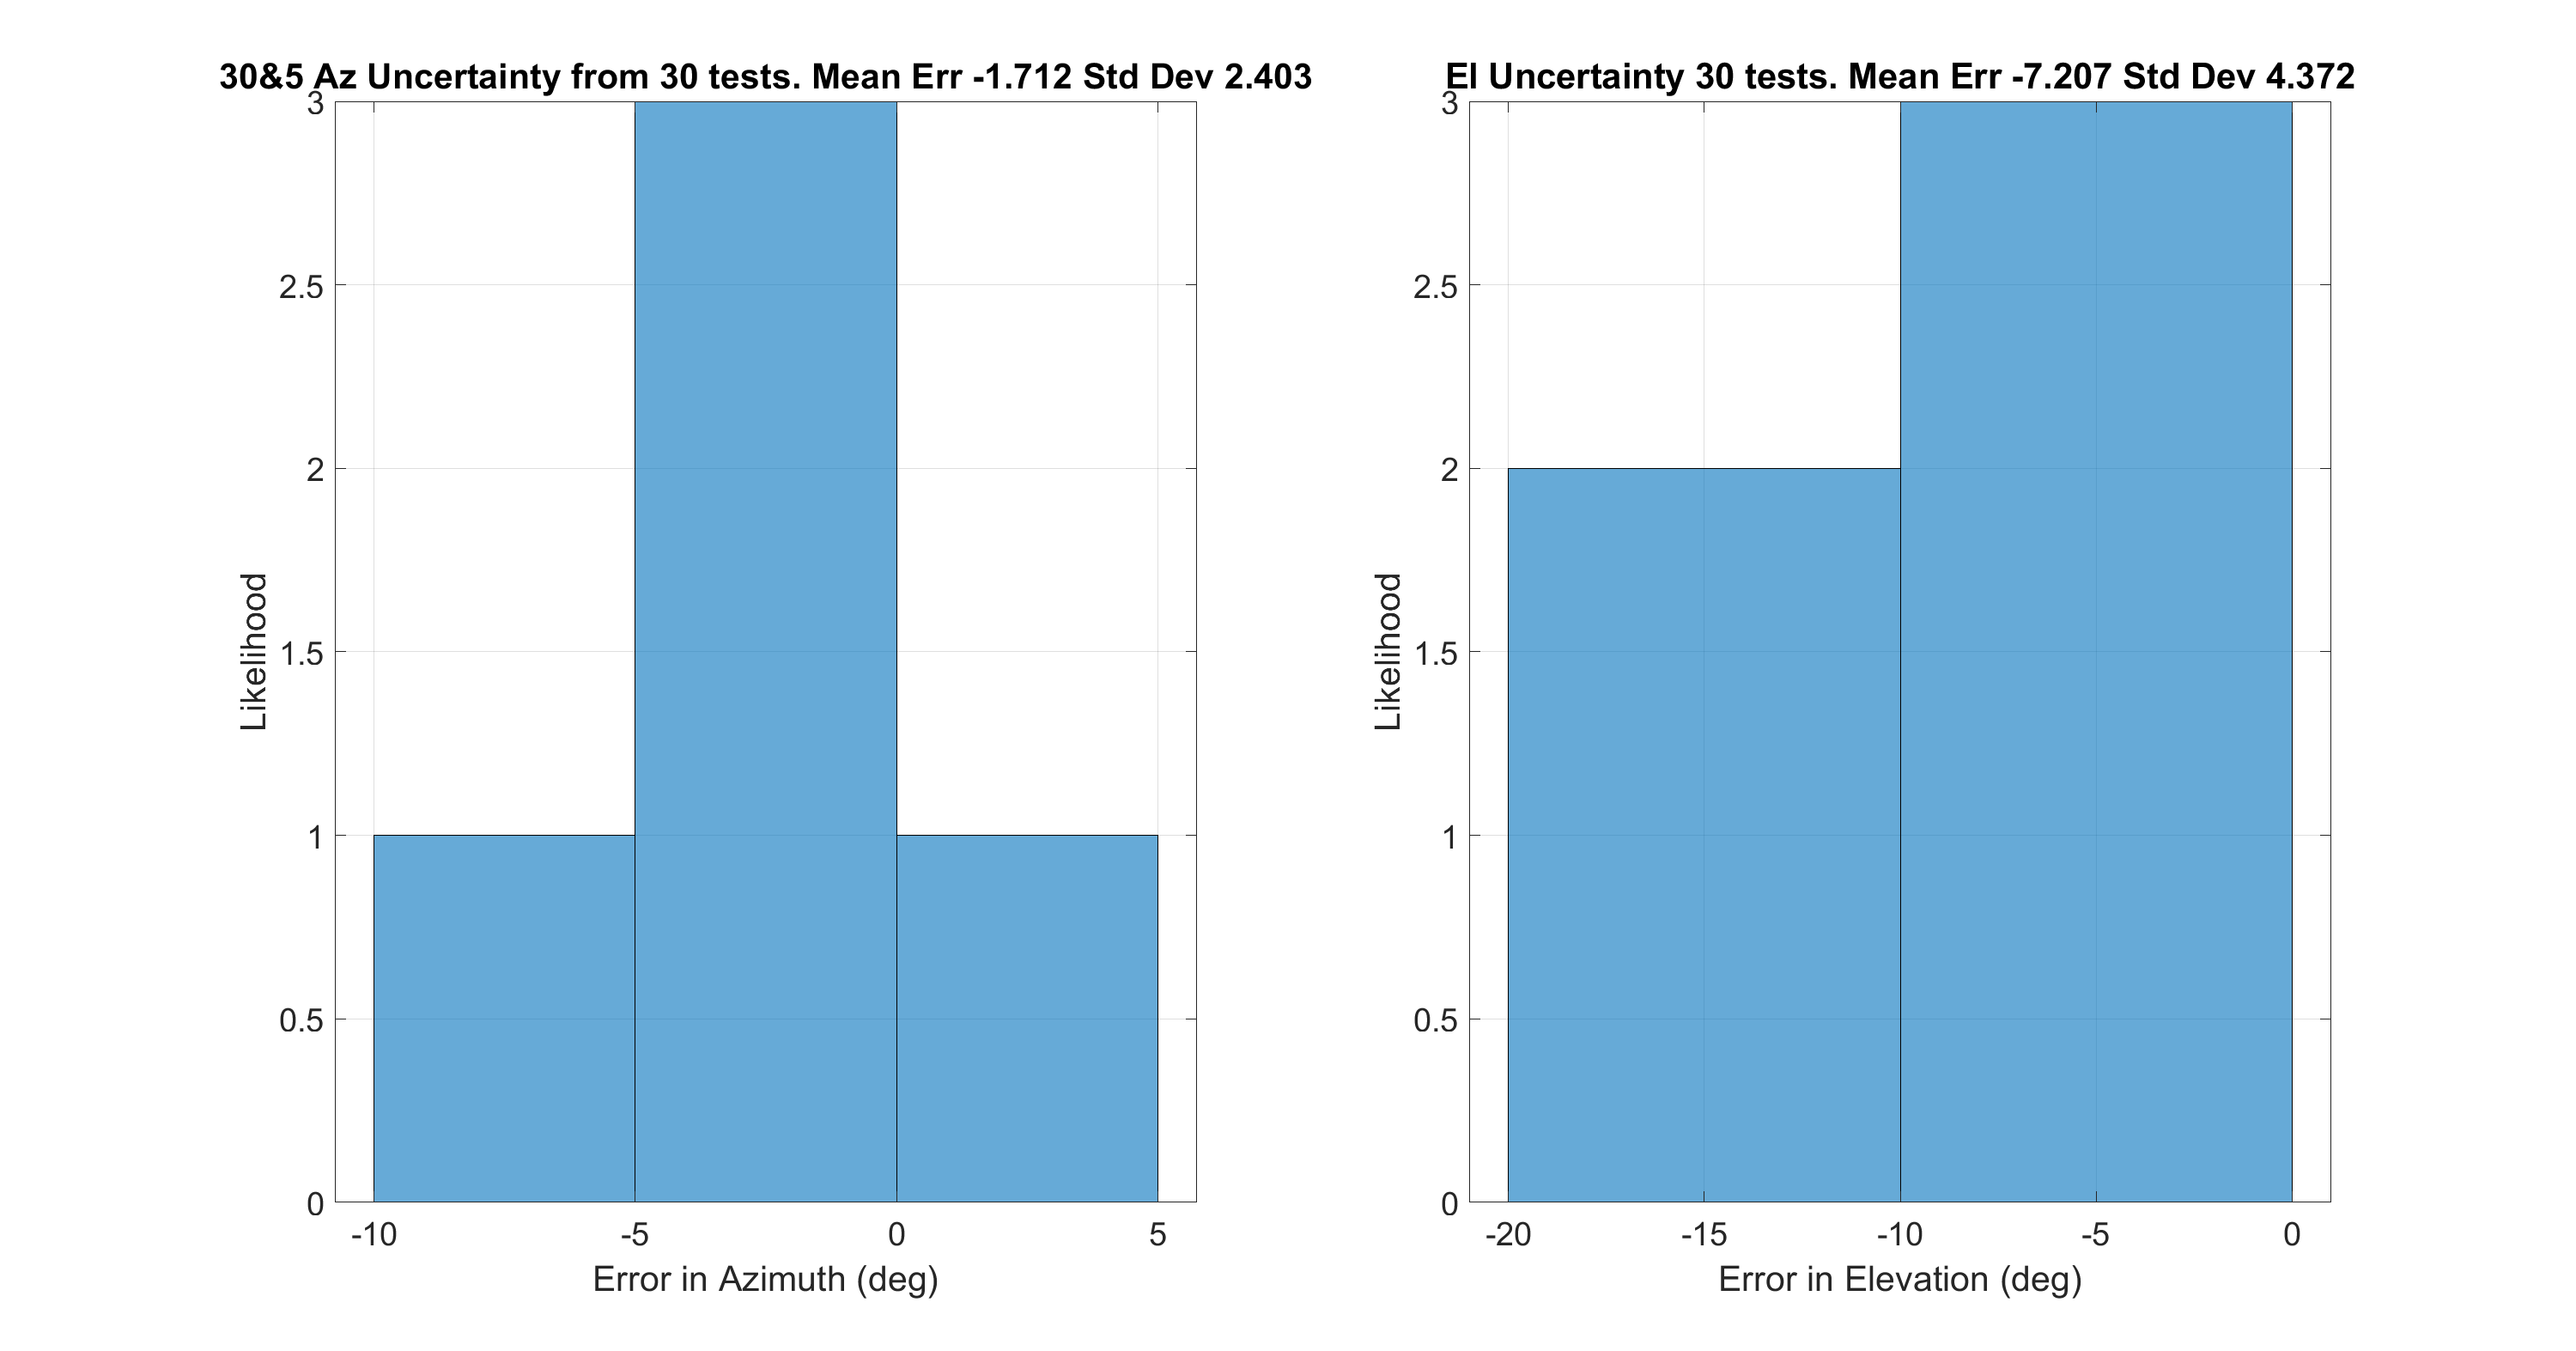 30&5 Az Uncertainty from 30 tests. Mean Err -1.712 Std Dev 2.403
3
2.5
2
1.5
1
0.5
0
Likelihood
-10 -5 0 5
Error in Azimuth (deg)
El Uncertainty 30 tests. Mean Err -7.207 Std Dev 4.372
3
2.5
2
1.5
1
0.5
0
Likelihood
-20 -15 -10 -5 0
Error in Elevation (deg)